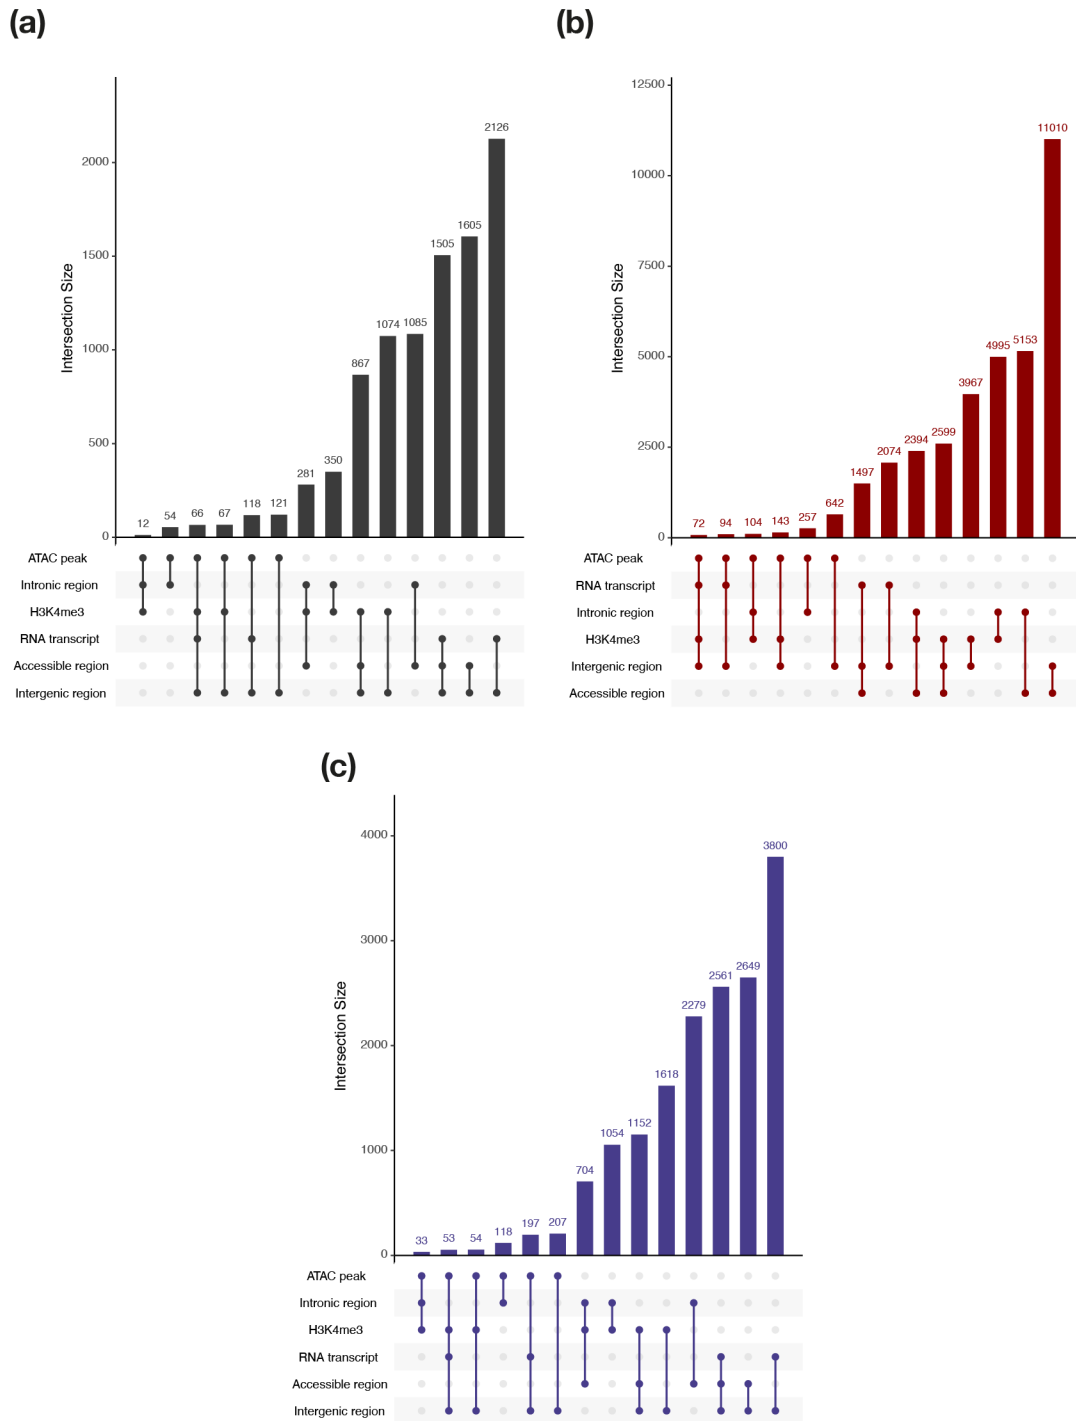 (a)
(b)
Intersection Size
2000
1500
1000
500
0
12
54
66
67
118
121
281
350
867
1074
1085
1505
1605
2126
ATAC peak
Intronic region
H3K4me3
RNA transcript
Accessible region
Intergenic region
Intersection Size
12500
10000
7500
5000
2500
0
72
94
104
143
257
642
1497
2074
2394
2599
3967
4995
5153
11010
ATAC peak
RNA transcript
Intronic region
H3K4me3
Intergenic region
Accessible region
(c)
Intersection Size
4000
3000
2000
1000
0
33
53
54
118
197
207
704
1054
1152
1618
2279
2561
2649
3800
ATAC peak
Intronic region
H3K4me3
RNA transcript
Accessible region
Intergenic region